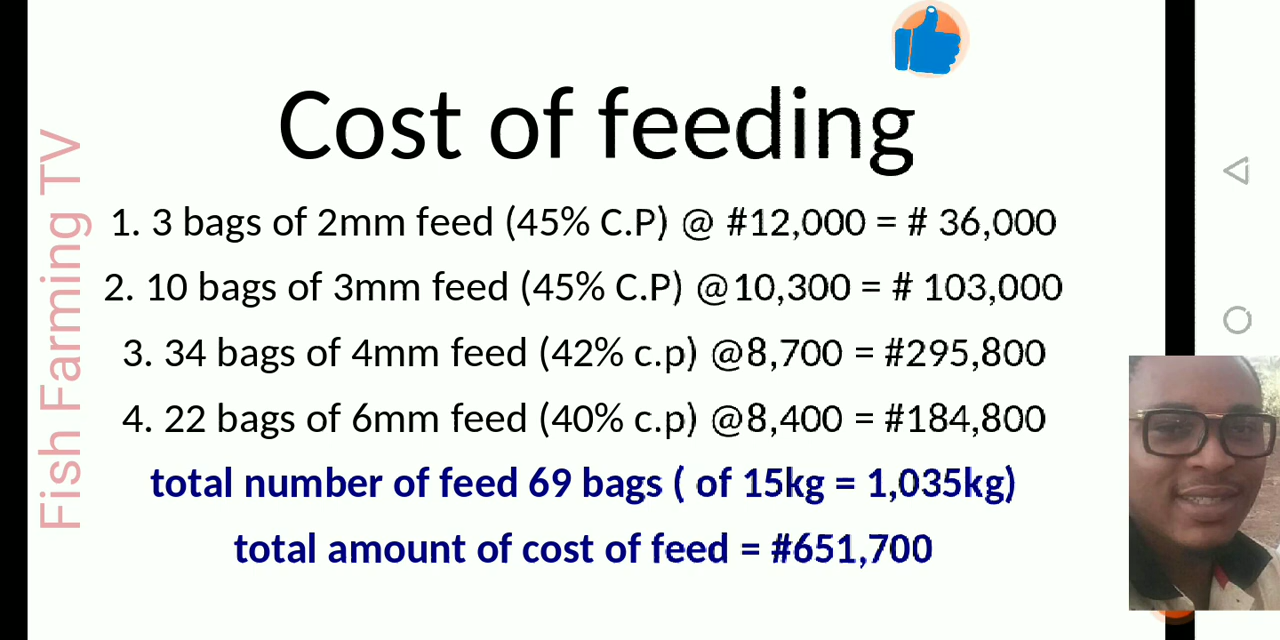 Fish Farming TV
Cost of feeding
1. 3 bags of 2mm feed (45% C.P) @ #12,000 = # 36,000
2. 10 bags of 3mm feed (45% C.P) @10,300 = # 103,000
3. 34 bags of 4mm feed (42% c.p) @8,700 = #295,800
4. 22 bags of 6mm feed (40% c.p) @8,400 = #184,800
total number of feed 69 bags ( of 15kg = 1,035kg)
total amount of cost of feed = #651,700